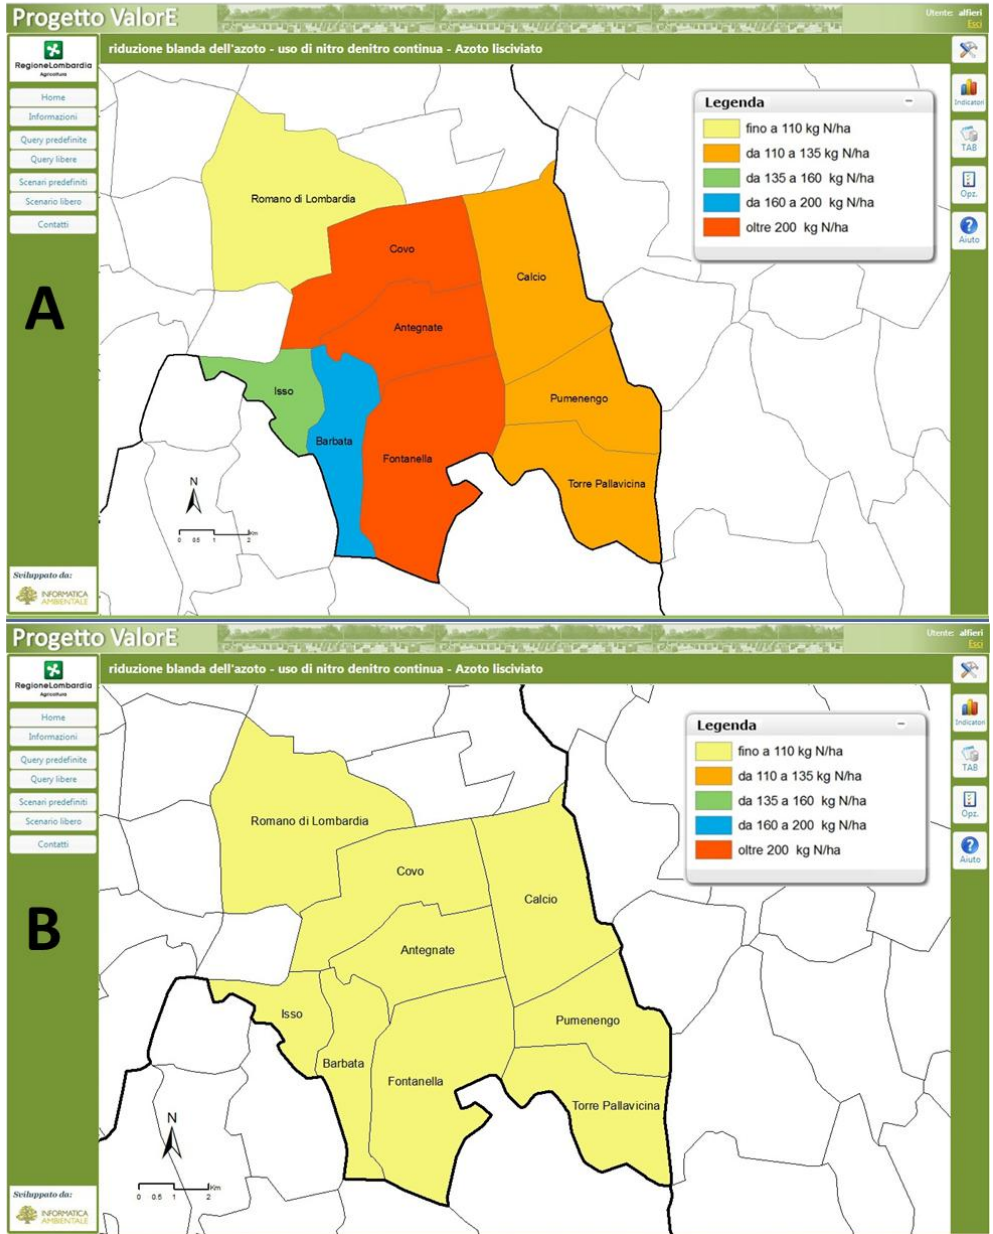 Progetto ValorE
Utente: alfieri
Esci
riduzione blanda dell'azoto - uso di nitro denitro continua - Azoto lisciviato
RegioneLombardia
Agricoltura
Home
Informazioni
Query predefinite
Query libere
Scenari predefiniti
Scenario libero
Contatti
A
Legenda –
fino a 110 kg N/ha
da 110 a 135 kg N/ha
da 135 a 160 kg N/ha
da 160 a 200 kg N/ha
oltre 200 kg N/ha
Indicatori
TAB
Opz.
Aiuto
Romano di Lombardia
Covo
Calcio
Antegnate
Isso
Pumenengo
Barbata
Fontanella
Torre Pallavicina
N
0 0.5 1 2 Km
Sviluppato da:
INFORMATICA
AMBIENTALE
Progetto ValorE
Utente: alfieri
Esci
riduzione blanda dell'azoto - uso di nitro denitro continua - Azoto lisciviato
RegioneLombardia
Agricoltura
Home
Informazioni
Query predefinite
Query libere
Scenari predefiniti
Scenario libero
Contatti
B
Legenda –
fino a 110 kg N/ha
da 110 a 135 kg N/ha
da 135 a 160 kg N/ha
da 160 a 200 kg N/ha
oltre 200 kg N/ha
Indicatori
TAB
Opz.
Aiuto
Romano di Lombardia
Covo
Calcio
Antegnate
Isso
Pumenengo
Barbata
Fontanella
Torre Pallavicina
N
0 0.5 1 2 Km
Sviluppato da:
INFORMATICA
AMBIENTALE